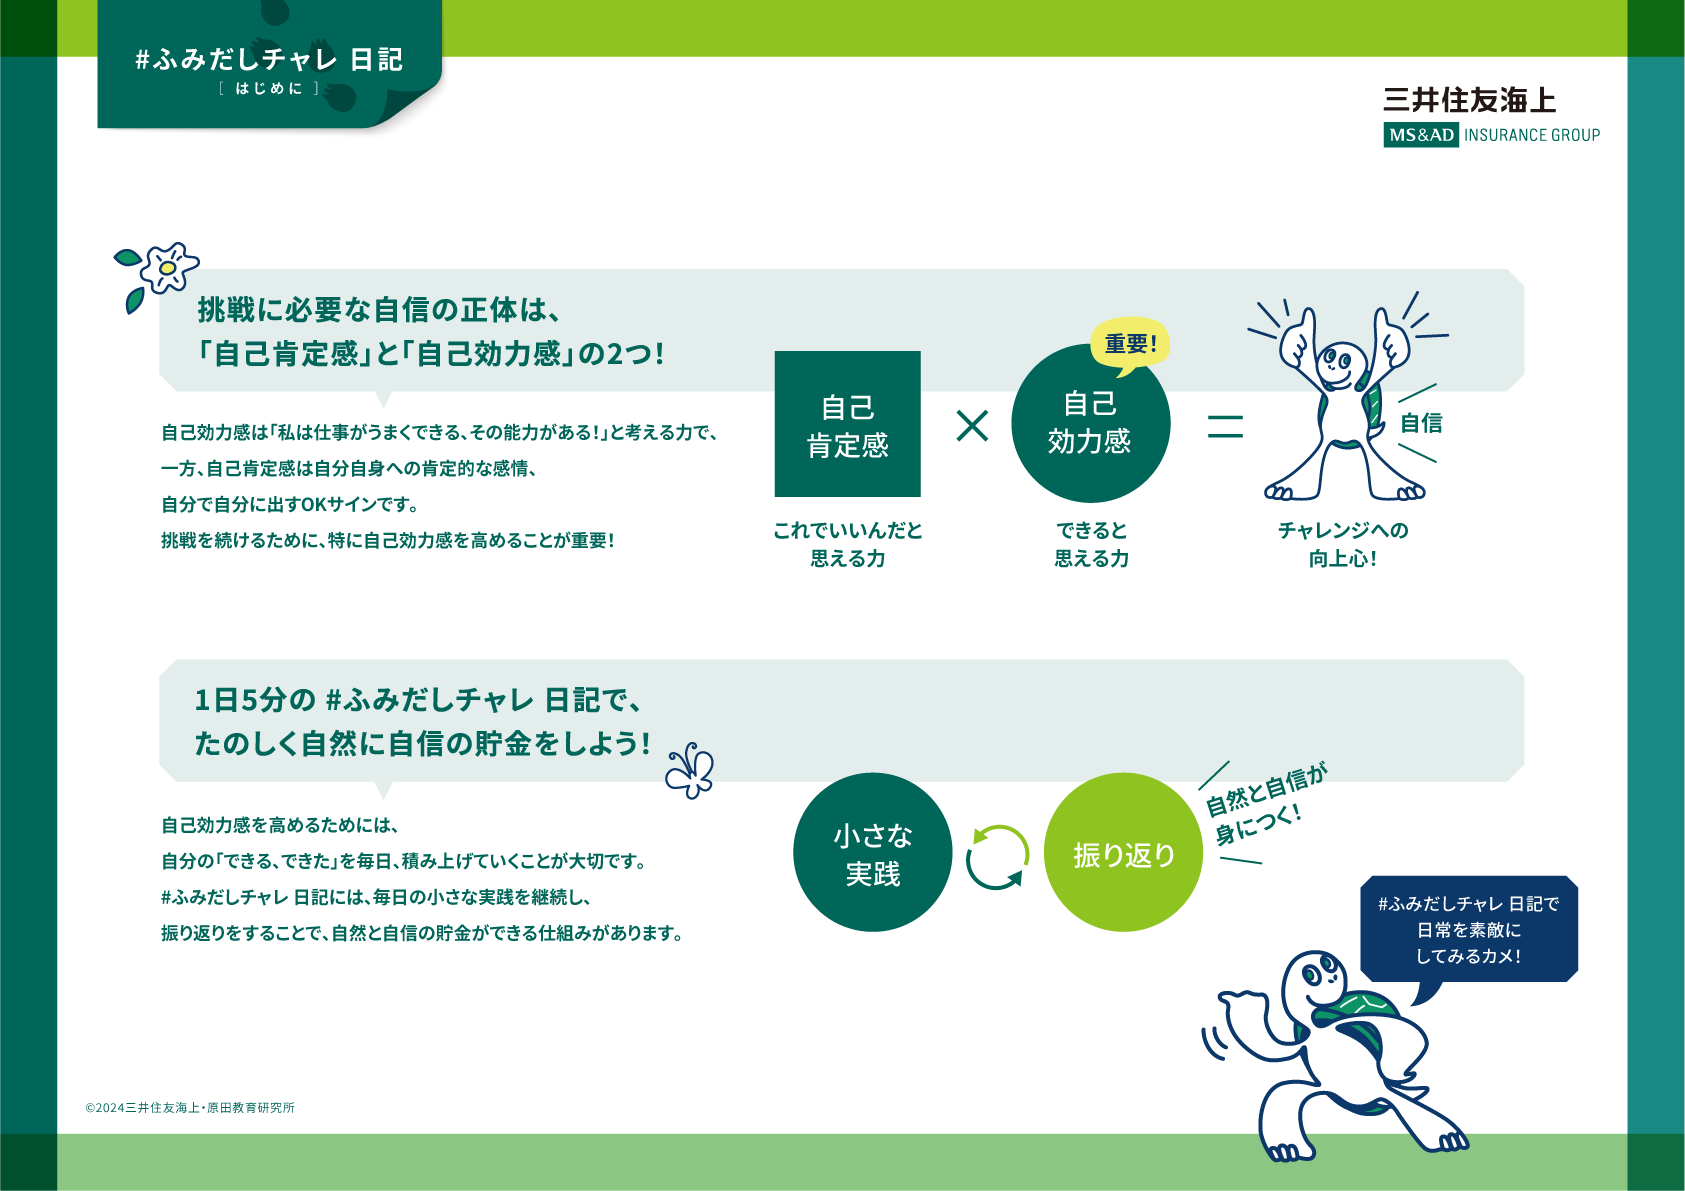 #ふみだしチャレ 日記
[ はじめに ]
三井住友海上
MS&AD INSURANCE GROUP
挑戦に必要な自信の正体は、
「自己肯定感」と「自己効力感」の2つ！
自己効力感は「私は仕事がうまくできる、その能力がある！」と考える力で、
一方、自己肯定感は自分自身への肯定的な感情、
自分で自分に出すOKサインです。
挑戦を続けるために、特に自己効力感を高めることが重要！
自己
肯定感
×
重要！
自己
効力感
＝
自信
これでいいんだと
思える力
できると
思える力
チャレンジへの
向上心！
1日5分の #ふみだしチャレ 日記で、
たのしく自然に自信の貯金をしよう！
自己効力感を高めるためには、
自分の「できる、できた」を毎日、積み上げていくことが大切です。
#ふみだしチャレ 日記には、毎日の小さな実践を継続し、
振り返りをすることで、自然と自信の貯金ができる仕組みがあります。
小さな
実践
振り返り
自然と自信が
身につく！
#ふみだしチャレ 日記で
日常を素敵に
してみるカメ！
©2024三井住友海上・原田教育研究所